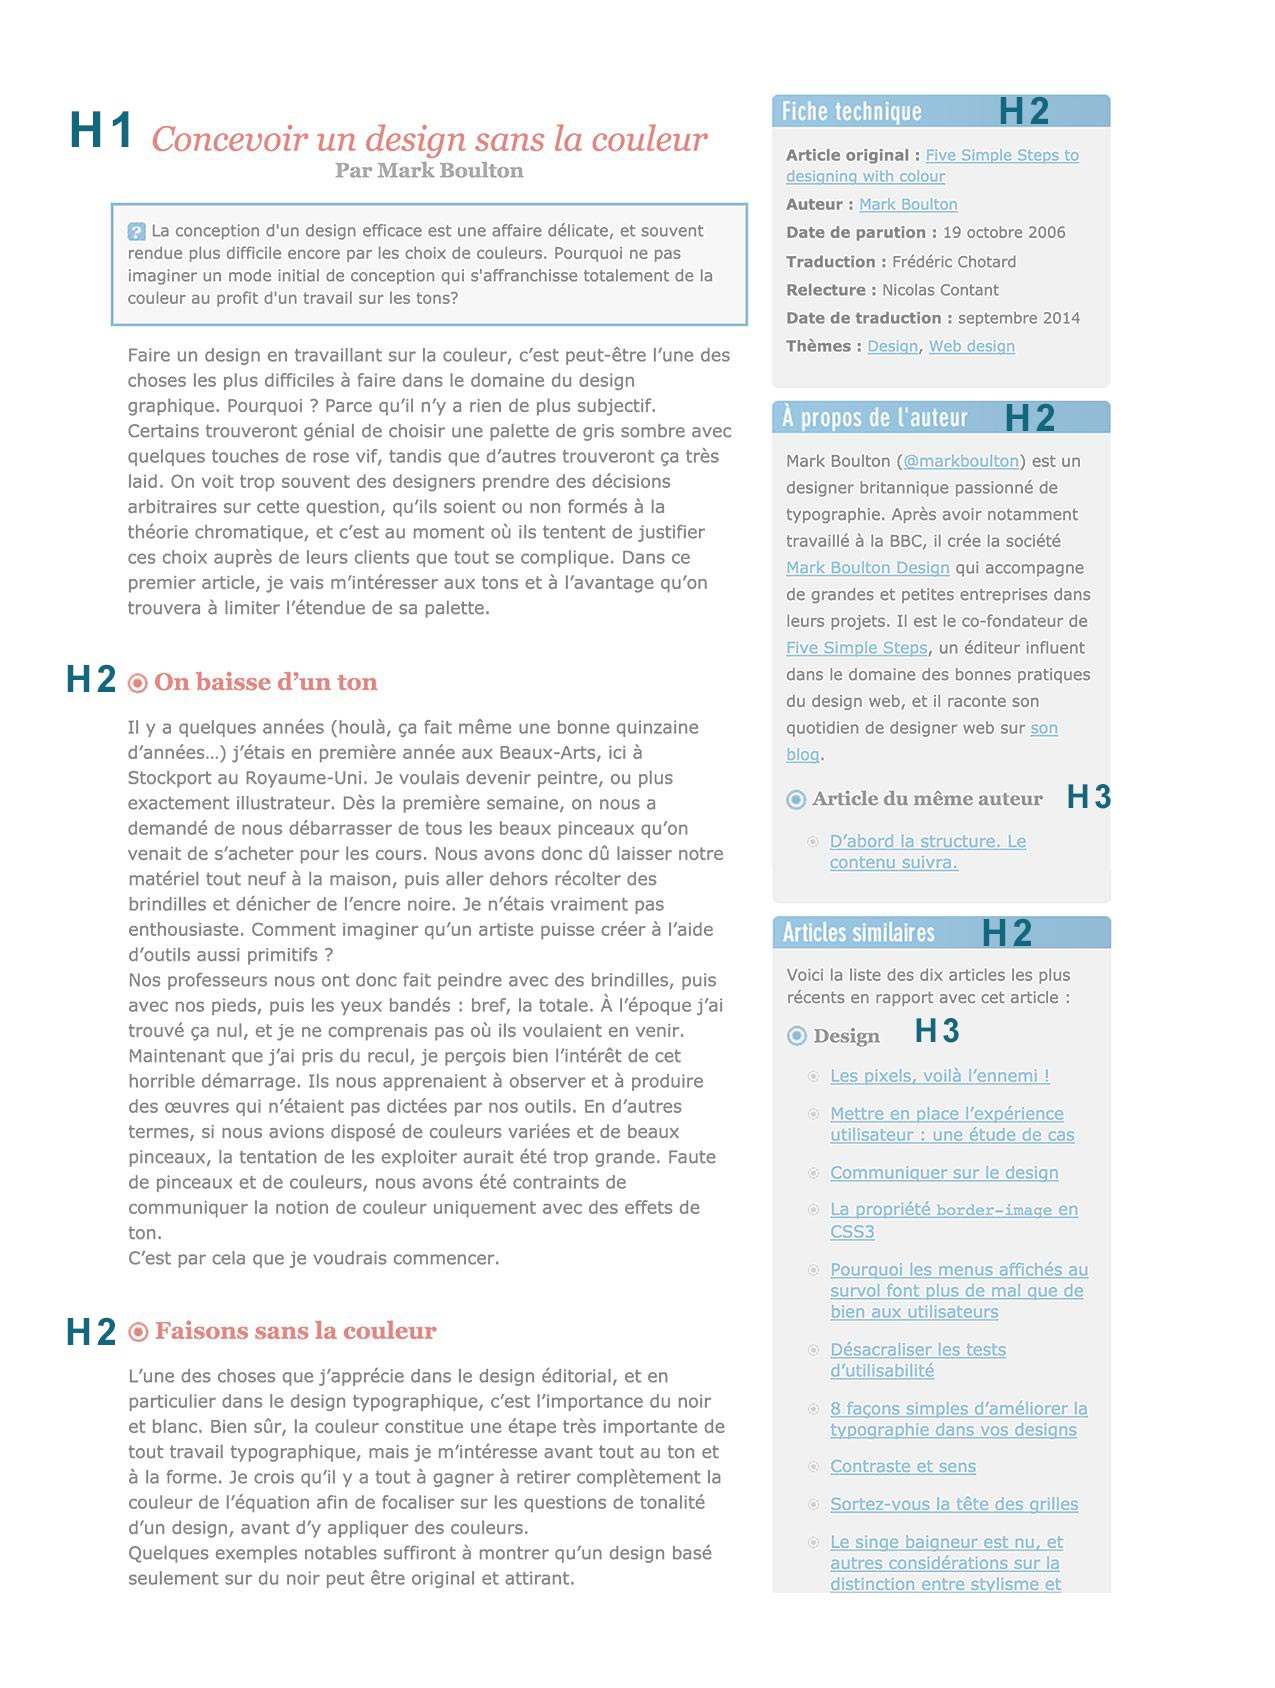 H1 Concevoir un design sans la couleur
Par Mark Boulton
? La conception d'un design efficace est une affaire délicate, et souvent
rendue plus difficile encore par les choix de couleurs. Pourquoi ne pas
imaginer un mode initial de conception qui s'affranchisse totalement de la
couleur au profit d'un travail sur les tons?
Faire un design en travaillant sur la couleur, c’est peut-être l’une des
choses les plus difficiles à faire dans le domaine du design
graphique. Pourquoi ? Parce qu’il n’y a rien de plus subjectif.
Certains trouveront génial de choisir une palette de gris sombre avec
quelques touches de rose vif, tandis que d’autres trouveront ça très
laid. On voit trop souvent des designers prendre des décisions
arbitraires sur cette question, qu’ils soient ou non formés à la
théorie chromatique, et c’est au moment où ils tentent de justifier
ces choix auprès de leurs clients que tout se complique. Dans ce
premier article, je vais m’intéresser aux tons et à l’avantage qu’on
trouvera à limiter l’étendue de sa palette.
H2 On baisse d’un ton
Il y a quelques années (houlà, ça fait même une bonne quinzaine
d’années…) j’étais en première année aux Beaux-Arts, ici à
Stockport au Royaume-Uni. Je voulais devenir peintre, ou plus
exactement illustrateur. Dès la première semaine, on nous a
demandé de nous débarrasser de tous les beaux pinceaux qu’on
venait de s’acheter pour les cours. Nous avons donc dû laisser notre
matériel tout neuf à la maison, puis aller dehors récolter des
brindilles et dénicher de l’encre noire. Je n’étais vraiment pas
enthousiaste. Comment imaginer qu’un artiste puisse créer à l’aide
d’outils aussi primitifs ?
Nos professeurs nous ont donc fait peindre avec des brindilles, puis
avec nos pieds, puis les yeux bandés : bref, la totale. À l’époque j’ai
trouvé ça nul, et je ne comprenais pas où ils voulaient en venir.
Maintenant que j’ai pris du recul, je perçois bien l’intérêt de cet
horrible démarrage. Ils nous apprenaient à observer et à produire
des œuvres qui n’étaient pas dictées par nos outils. En d’autres
termes, si nous avions disposé de couleurs variées et de beaux
pinceaux, la tentation de les exploiter aurait été trop grande. Faute
de pinceaux et de couleurs, nous avons été contraints de
communiquer la notion de couleur uniquement avec des effets de
ton.
C’est par cela que je voudrais commencer.
H2 Faisons sans la couleur
L’une des choses que j’apprécie dans le design éditorial, et en
particulier dans le design typographique, c’est l’importance du noir
et blanc. Bien sûr, la couleur constitue une étape très importante de
tout travail typographique, mais je m’intéresse avant tout au ton et
à la forme. Je crois qu’il y a tout à gagner à retirer complètement la
couleur de l’équation afin de focaliser sur les questions de tonalité
d’un design, avant d’y appliquer des couleurs.
Quelques exemples notables suffiront à montrer qu’un design basé
seulement sur du noir peut être original et attirant.
Fiche technique H2
Article original : Five Simple Steps to
designing with colour
Auteur : Mark Boulton
Date de parution : 19 octobre 2006
Traduction : Frédéric Chotard
Relecture : Nicolas Contant
Date de traduction : septembre 2014
Thèmes : Design, Web design
À propos de l'auteur H2
Mark Boulton (@markboulton) est un
designer britannique passionné de
typographie. Après avoir notamment
travaillé à la BBC, il crée la société
Mark Boulton Design qui accompagne
de grandes et petites entreprises dans
leurs projets. Il est le co-fondateur de
Five Simple Steps, un éditeur influent
dans le domaine des bonnes pratiques
du design web, et il raconte son
quotidien de designer web sur son
blog.
Article du même auteur H3
D’abord la structure. Le
contenu suivra.
Articles similaires H2
Voici la liste des dix articles les plus
récents en rapport avec cet article :
Design H3
Les pixels, voilà l’ennemi !
Mettre en place l’expérience
utilisateur : une étude de cas
Communiquer sur le design
La propriété border-image en
CSS3
Pourquoi les menus affichés au
survol font plus de mal que de
bien aux utilisateurs
Désacraliser les tests
d’utilisabilité
8 façons simples d’améliorer la
typographie dans vos designs
Contraste et sens
Sortez-vous la tête des grilles
Le singe baigneur est nu, et
autres considérations sur la
distinction entre stylisme et